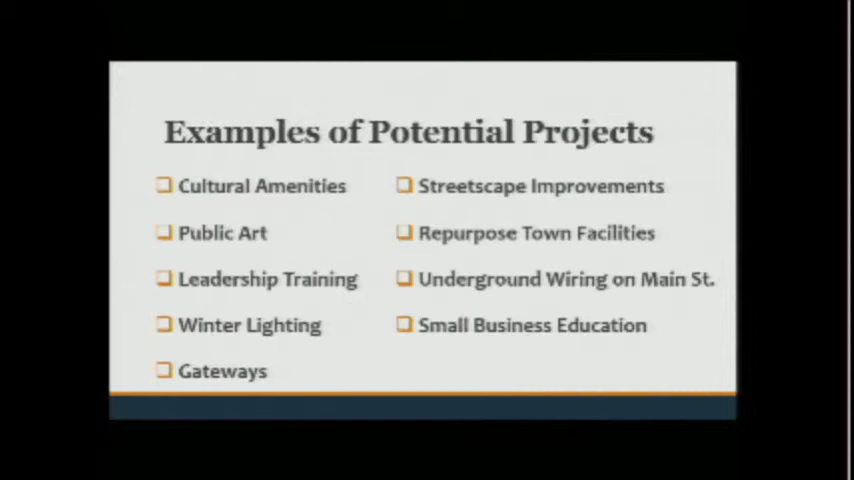 Examples of Potential Projects
Cultural Amenities
Public Art
Leadership Training
Winter Lighting
Gateways
Streetscape Improvements
Repurpose Town Facilities
Underground Wiring on Main St.
Small Business Education